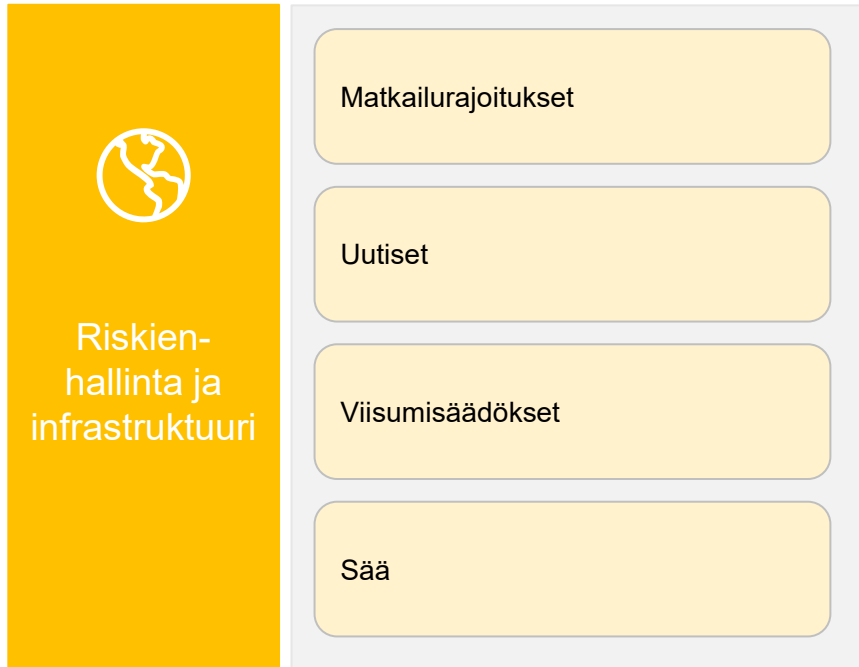 Riskien-
hallinta ja
infrastruktuuri
Matkailurajoitukset
Uutiset
Viisumisäädökset
Sää